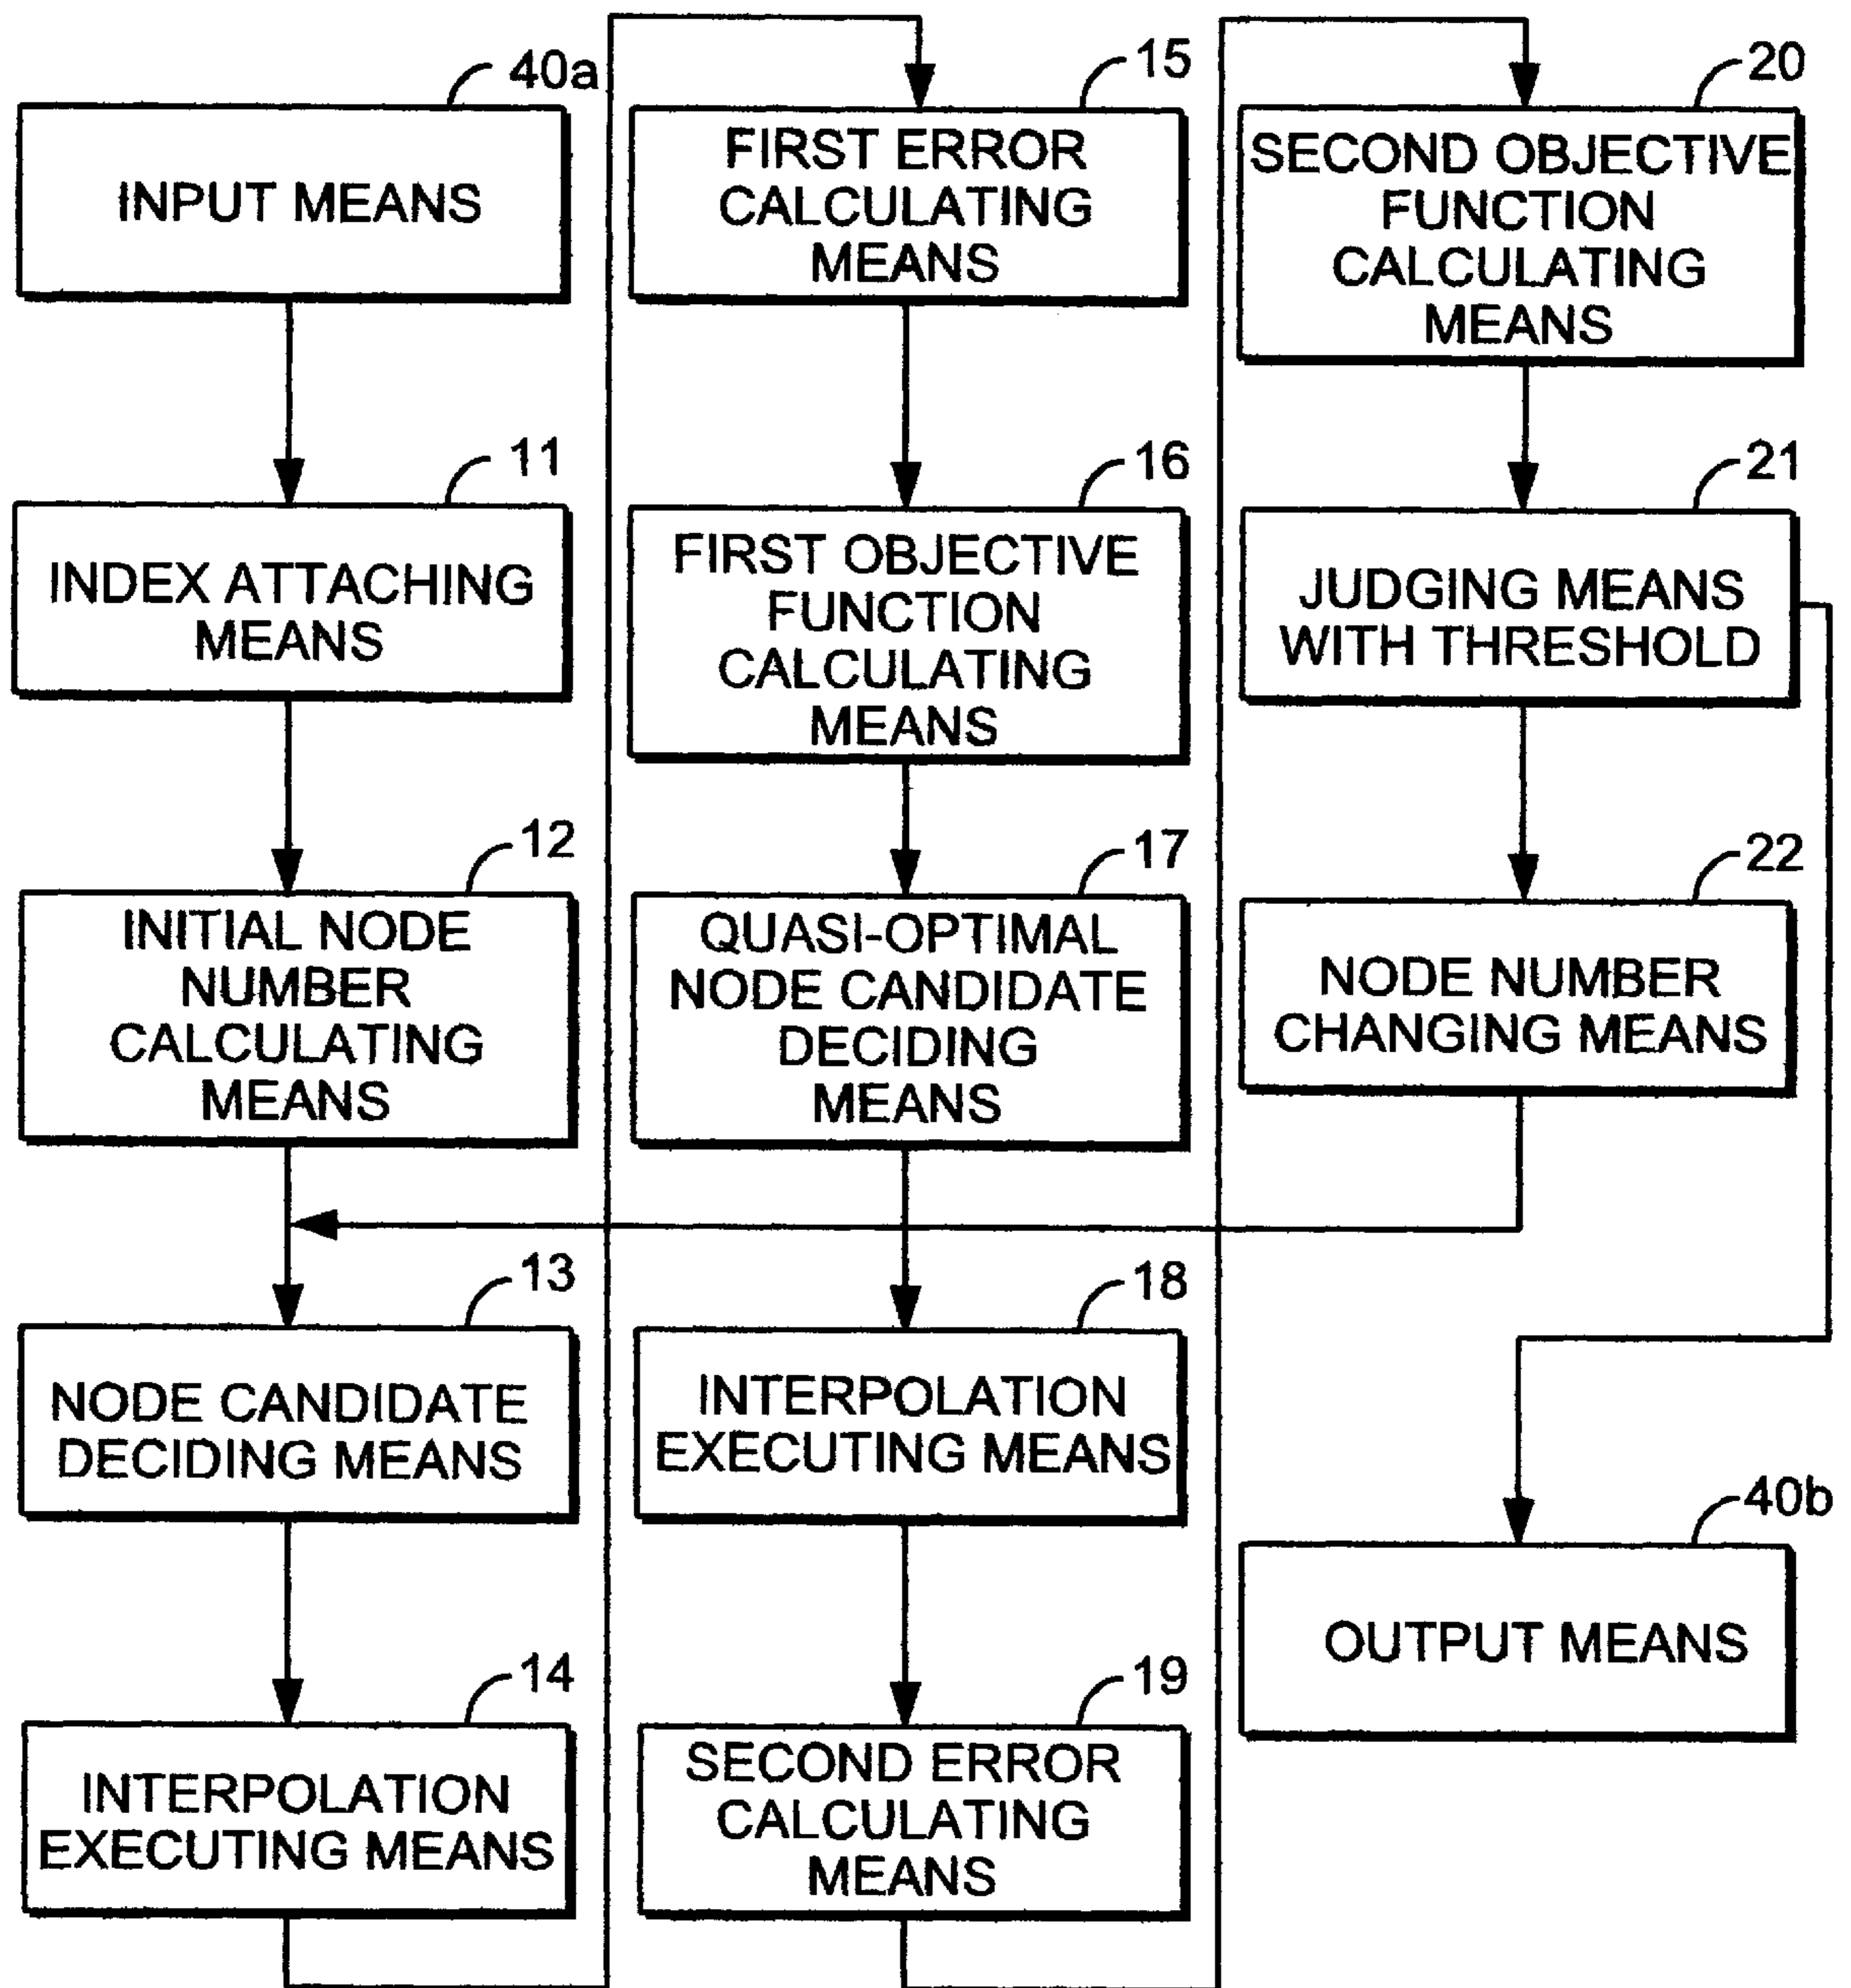 40a
INPUT MEANS
11
INDEX ATTACHING
MEANS
12
INITIAL NODE
NUMBER
CALCULATING
MEANS
13
NODE CANDIDATE
DECIDING MEANS
14
INTERPOLATION
EXECUTING MEANS
15
FIRST ERROR
CALCULATING
MEANS
16
FIRST OBJECTIVE
FUNCTION
CALCULATING
MEANS
17
QUASI-OPTIMAL
NODE CANDIDATE
DECIDING
MEANS
18
INTERPOLATION
EXECUTING MEANS
19
SECOND ERROR
CALCULATING
MEANS
20
SECOND OBJECTIVE
FUNCTION
CALCULATING
MEANS
21
JUDGING MEANS
WITH THRESHOLD
22
NODE NUMBER
CHANGING MEANS
40b
OUTPUT MEANS